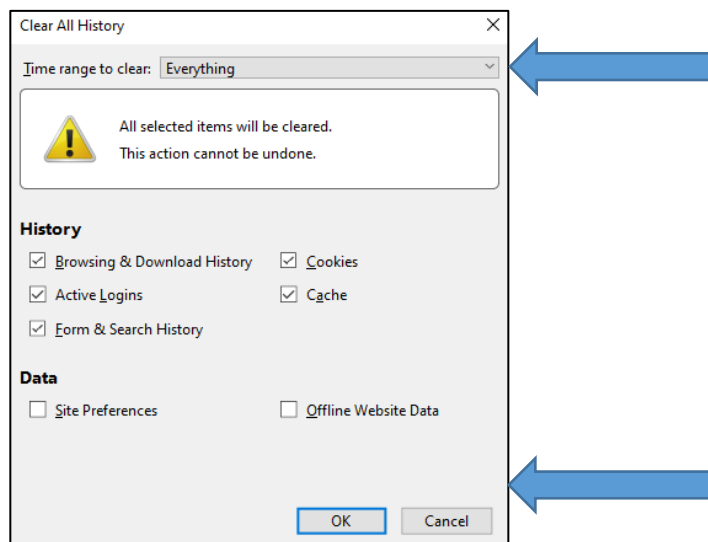 Clear All History
Time range to clear: Everything
All selected items will be cleared.
This action cannot be undone.
History
Browsing & Download History Cookies
Active Logins Cache
Form & Search History
Data
Site Preferences Offline Website Data
OK Cancel